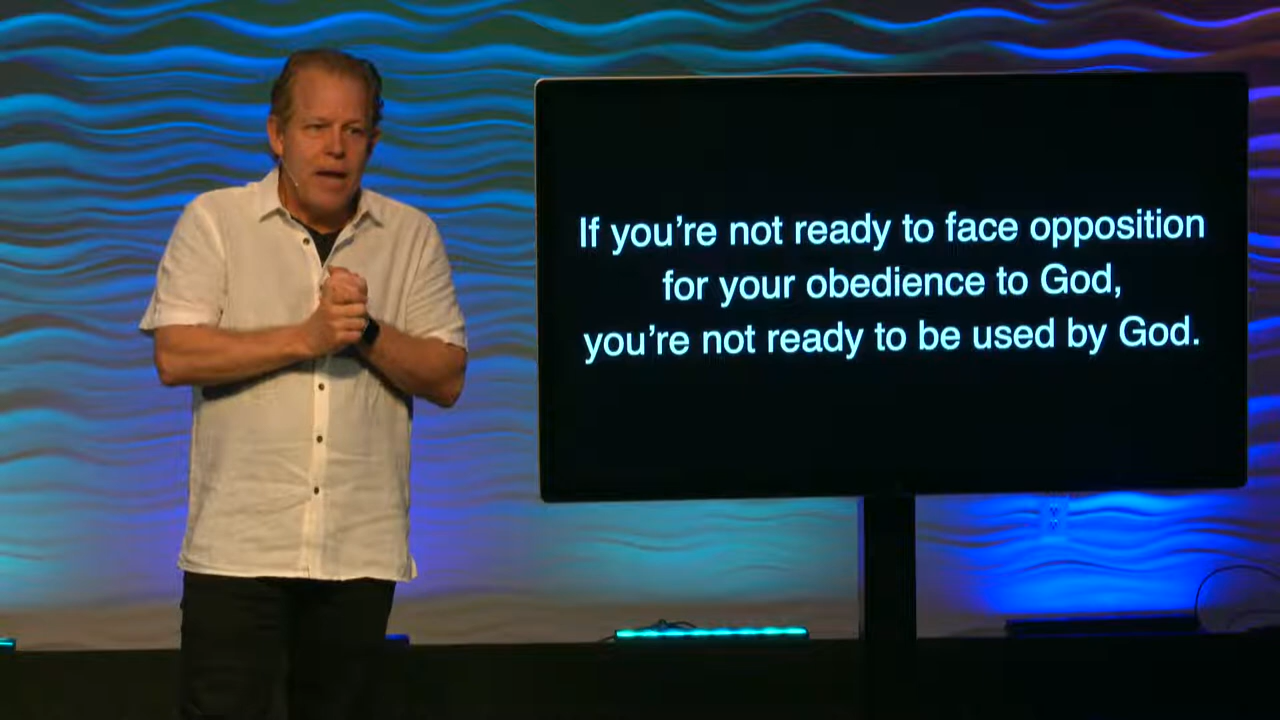 If you’re not ready to face opposition
for your obedience to God,
you’re not ready to be used by God.